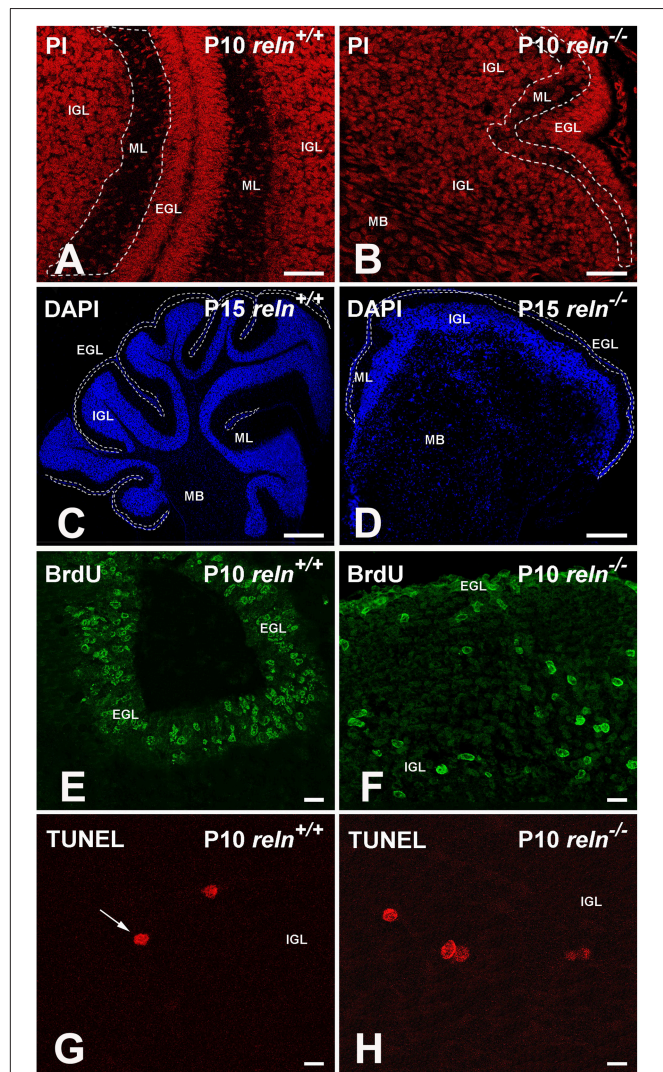 PI P10 reln+/+
IGL
ML
EGL
ML
IGL
A
PI P10 reln-/-
IGL
ML
EGL
IGL
MB
B
DAPI P15 reln+/+
EGL
IGL
ML
MB
C
DAPI P15 reln-/-
IGL
EGL
ML
MB
D
BrdU P10 reln+/+
EGL
EGL
E
BrdU P10 reln-/-
EGL
IGL
F
TUNEL P10 reln+/+
IGL
G
TUNEL P10 reln-/-
IGL
H